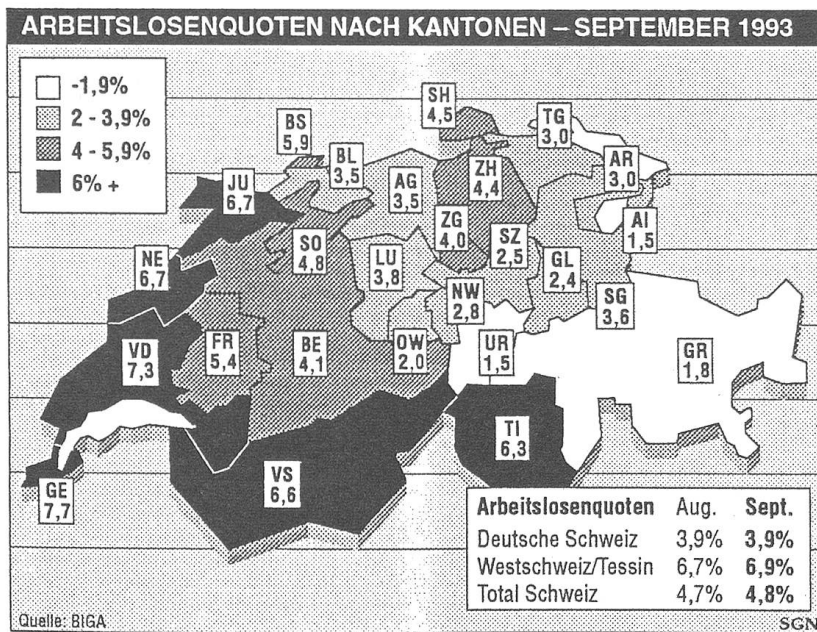 ARBEITSLOSENQUOTEN NACH KANTONEN – SEPTEMBER 1993
-1,9%
2 - 3,9%
4 - 5,9%
6% +
SH
4,5
TG
3,0
BS
5,9
BL
3,5
AR
3,0
JU
6,7
AG
3,5
ZH
4,4
AI
1,5
ZG
4,0
SZ
2,5
SO
4,8
NE
6,7
LU
3,8
GL
2,4
NW
2,8
SG
3,6
VD
7,3
FR
5,4
BE
4,1
OW
2,0
UR
1,5
GR
1,8
TI
6,3
VS
6,6
GE
7,7
Arbeitslosenquoten Aug. Sept.
Deutsche Schweiz 3,9% 3,9%
Westschweiz/Tessin 6,7% 6,9%
Total Schweiz 4,7% 4,8%
Quelle: BIGA
SGN